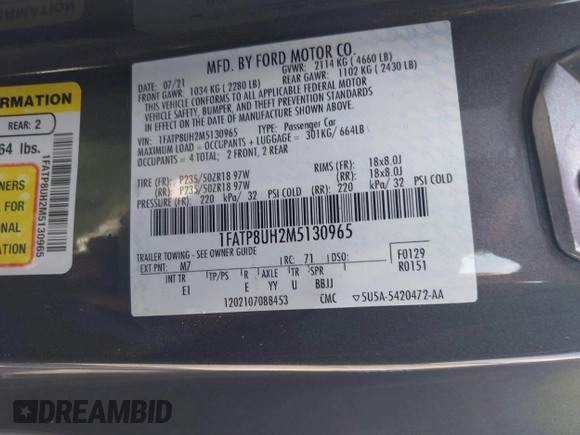 MFD. BY FORD MOTOR CO.
07/21 GVWR: 2114 KG ( 4660 LB)
FRONT GAWR: 1034 KG ( 2280 LB) REAR GAWR: 1102 KG ( 2430 LB)
THIS VEHICLE CONFORMS TO ALL APPLICABLE FEDERAL MOTOR
VEHICLE SAFETY, BUMPER, AND THEFT PREVENTION STANDARDS
IN EFFECT ON THE DATE OF MANUFACTURE SHOWN ABOVE.
VIN: 1FATP8UH2M5130965 TYPE: Passenger Car
MAXIMUM LOAD = OCCUPANTS + LUGGAGE = 301KG/ 664LB
OCCUPANTS = 4 TOTAL; 2 FRONT, 2 REAR
TIRE (FR): P235/50ZR18 97W RIMS (FR): 18x8.0J
(RR): P235/50ZR18 97W (RR): 18x8.0J
PRESSURE (FR): 220 kPa/ 32 PSI COLD (RR): 220 kPa/ 32 PSI COLD
1FATP8UH2M5130965
TRAILER TOWING - SEE OWNER GUIDE
EXT PNT: M7 RC: 71 DSO: F0129
R0151
INT TR TP/PS R AXLE TR SPR
EI E YY U BBJJ
1202107088453 CMC 5U5A-5420472-AA
FORMATION
REAR: 2
64 lbs.
1FATP8UH2M5130965
DREAMBID